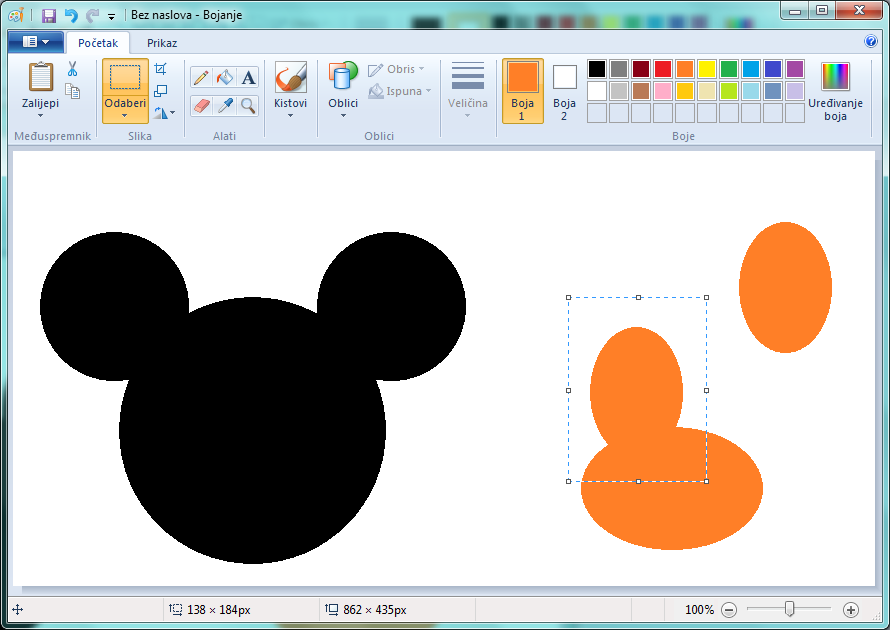 Bez naslova - Bojanje
Početak Prikaz
Zalijepi
Odaberi
A
Kistovi
Oblici
Obris
Ispuna
Veličina
Boja 1
Boja 2
Uređivanje boja
Međuspremnik Slika Alati Oblici Boje
138 × 184px 862 × 435px 100%